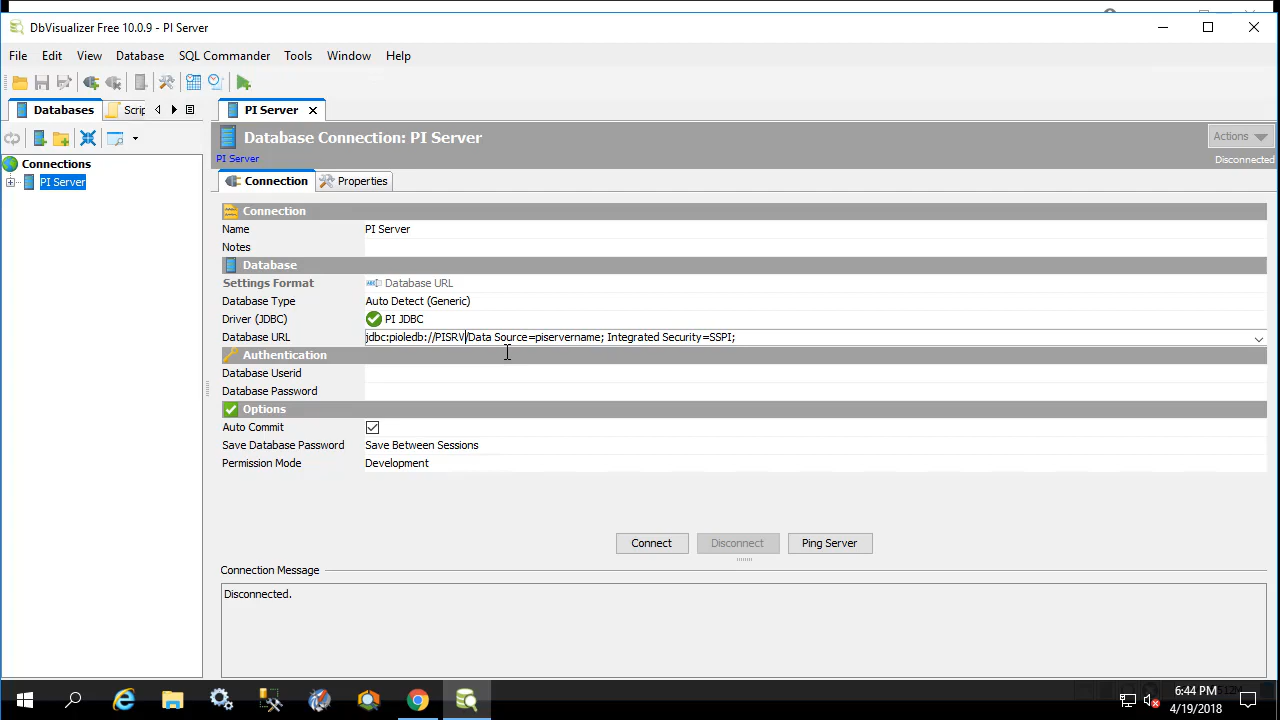 DbVisualizer Free 10.0.9 - PI Server
File Edit View Database SQL Commander Tools Window Help
Databases Scrip PI Server
Database Connection: PI Server Actions
PI Server Disconnected
Connections
PI Server
Connection Properties
Connection
Name PI Server
Notes
Database
Settings Format Database URL
Database Type Auto Detect (Generic)
Driver (JDBC) PI JDBC
Database URL jdbc:pioledb://PISRV/Data Source=piservername; Integrated Security=SSPI;
Authentication
Database Userid
Database Password
Options
Auto Commit
Save Database Password Save Between Sessions
Permission Mode Development
Connect Disconnect Ping Server
Connection Message
Disconnected.
6:44 PM
4/19/2018